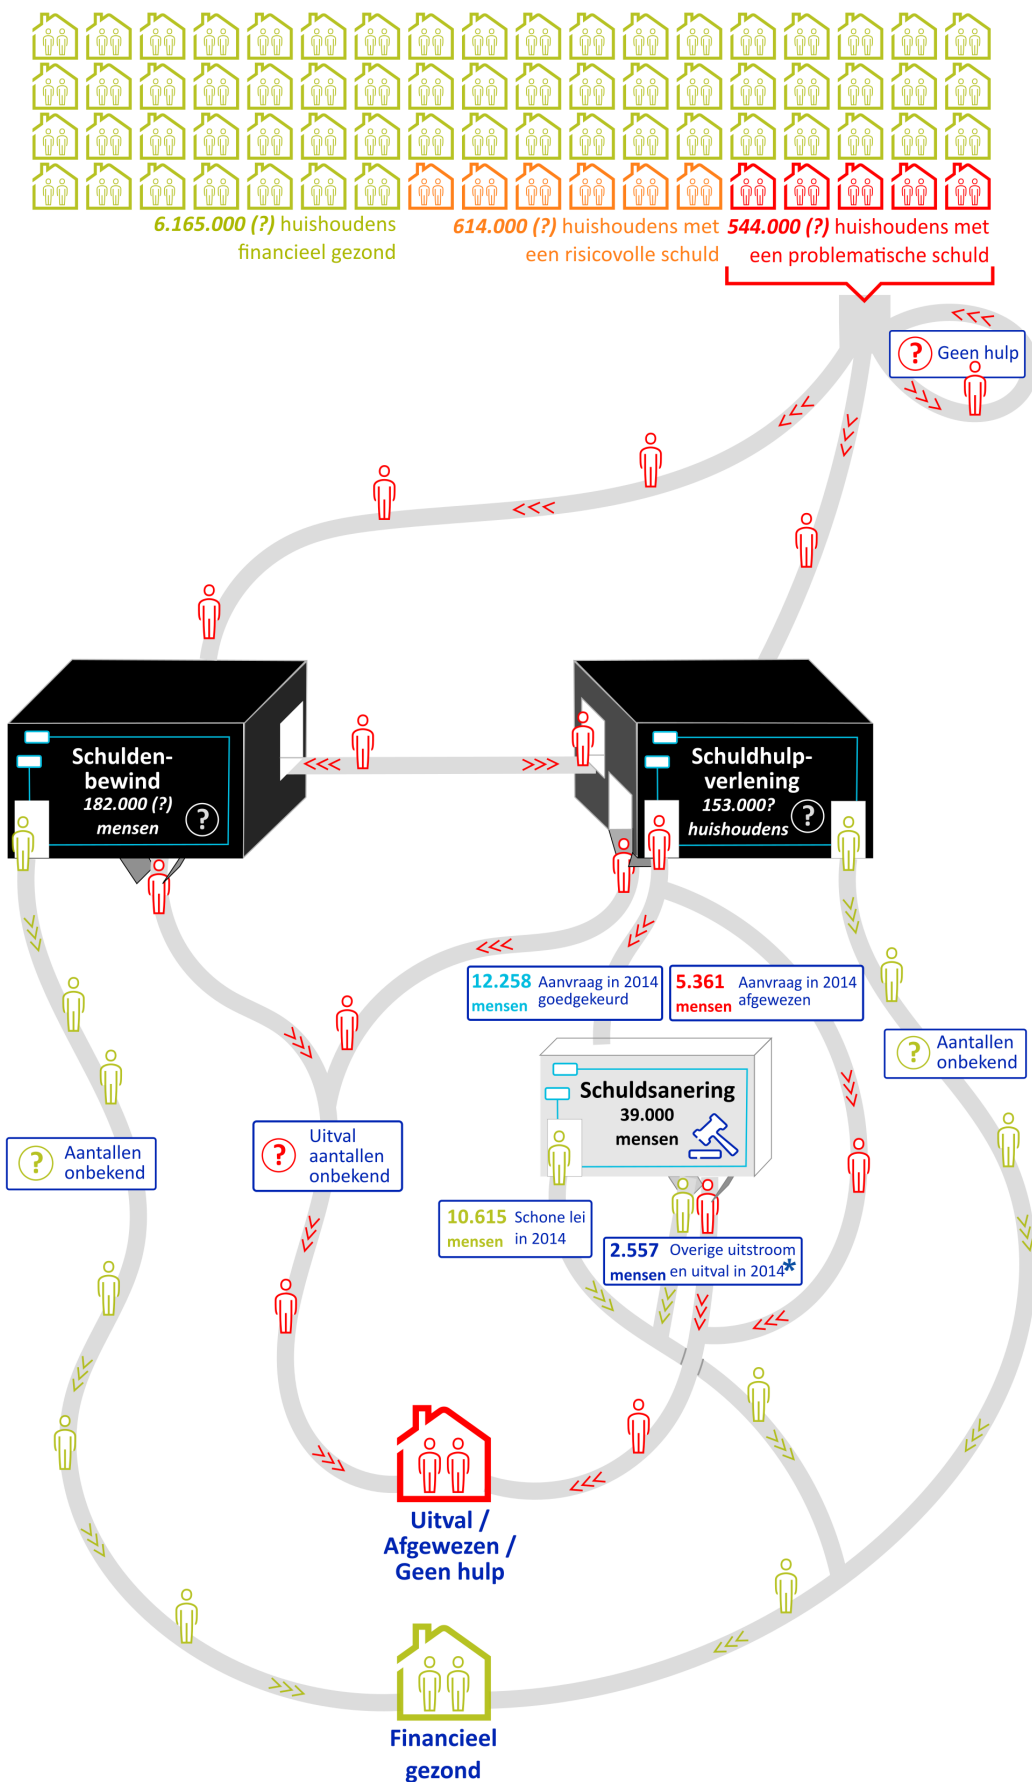 6.165.000 (?) huishoudens
financieel gezond
614.000 (?) huishoudens met
een risicovolle schuld
544.000 (?) huishoudens met
een problematische schuld
? Geen hulp
Schulden-
bewind
182.000 (?)
mensen
?
Schuldhulp-
verlening
153.000?
huishoudens
?
12.258 Aanvraag in 2014
mensen goedgekeurd
5.361 Aanvraag in 2014
mensen afgewezen
? Aantallen
onbekend
Schuldsanering
39.000
mensen
? Aantallen
onbekend
? Uitval
aantallen
onbekend
10.615 Schone lei
mensen in 2014
2.557 Overige uitstroom
mensen en uitval in 2014*
Uitval /
Afgewezen /
Geen hulp
Financieel
gezond